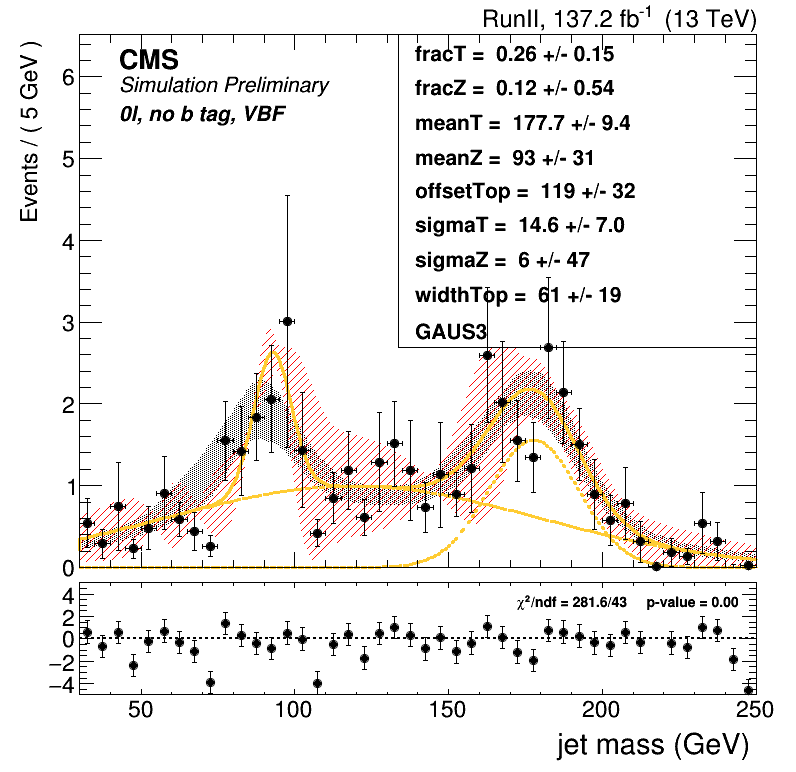 RunII, 137.2 fb-1 (13 TeV)
Events / ( 5 GeV )
CMS
Simulation Preliminary
0l, no b tag, VBF
fracT = 0.26 +/- 0.15
fracZ = 0.12 +/- 0.54
meanT = 177.7 +/- 9.4
meanZ = 93 +/- 31
offsetTop = 119 +/- 32
sigmaT = 14.6 +/- 7.0
sigmaZ = 6 +/- 47
widthTop = 61 +/- 19
GAUS3
6
5
4
3
2
1
0
χ2/ndf = 281.6/43 p-value = 0.00
4
2
0
−2
−4
50 100 150 200 250
jet mass (GeV)